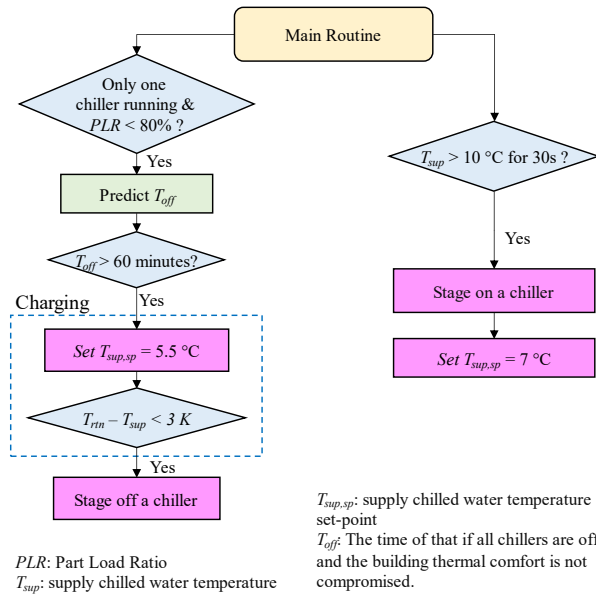 Main Routine
Only one
chiller running &
PLR < 80% ?
Yes
Predict Toff
Toff > 60 minutes?
Yes
Charging
Set Tsup,sp = 5.5 °C
Trtn – Tsup < 3 K
Yes
Stage off a chiller
Tsup > 10 °C for 30s ?
Yes
Stage on a chiller
Set Tsup,sp = 7 °C
PLR: Part Load Ratio
Tsup: supply chilled water temperature
Tsup,sp: supply chilled water temperature
set-point
Toff: The time of that if all chillers are off
and the building thermal comfort is not
compromised.